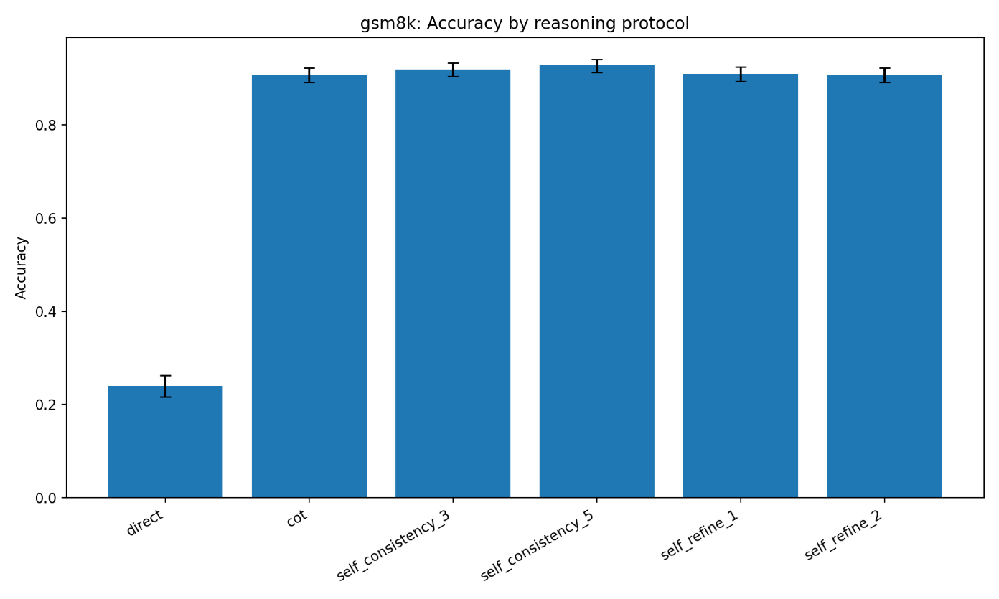 gsm8k: Accuracy by reasoning protocol
Accuracy
0.8
0.6
0.4
0.2
0.0
direct
cot
self_consistency_3
self_consistency_5
self_refine_1
self_refine_2